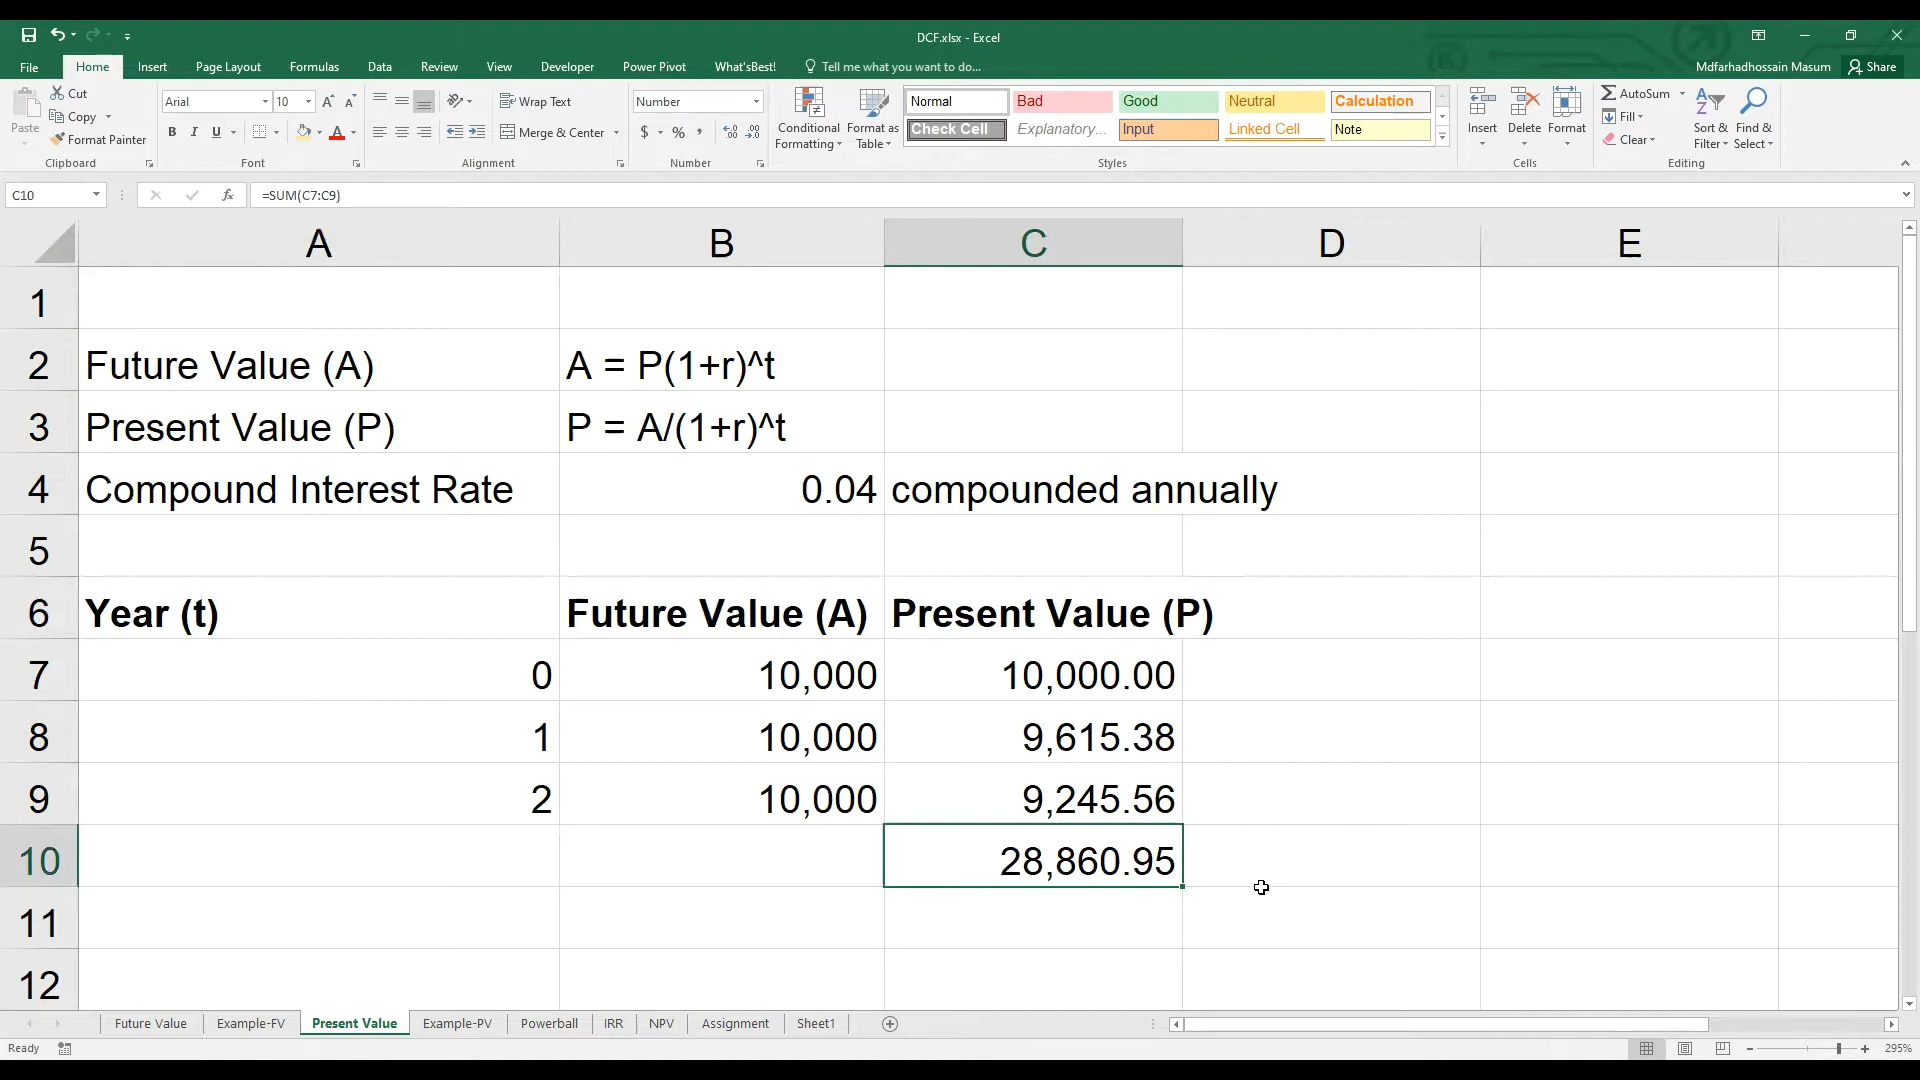 DCF.xlsx - Excel
File Home Insert Page Layout Formulas Data Review View Developer Power Pivot What'sBest! Tell me what you want to do... Mdfarhadhossain Masum Share
Paste Cut Copy Format Painter Clipboard
Arial 10 B I U A A A Font
Wrap Text Merge & Center Alignment
Number $ % , Number
Conditional Formatting Format as Table
Normal Bad Good Neutral Calculation
Check Cell Explanatory... Input Linked Cell Note
Styles
Insert Delete Format Cells
AutoSum Fill Clear Sort & Filter Find & Select Editing
C10 fx =SUM(C7:C9)
A B C D E
1
2 Future Value (A) A = P(1+r)^t
3 Present Value (P) P = A/(1+r)^t
4 Compound Interest Rate 0.04 compounded annually
5
6 Year (t) Future Value (A) Present Value (P)
7 0 10,000 10,000.00
8 1 10,000 9,615.38
9 2 10,000 9,245.56
10 28,860.95
11
12
Future Value Example-FV Present Value Example-PV Powerball IRR NPV Assignment Sheet1
Ready 295%